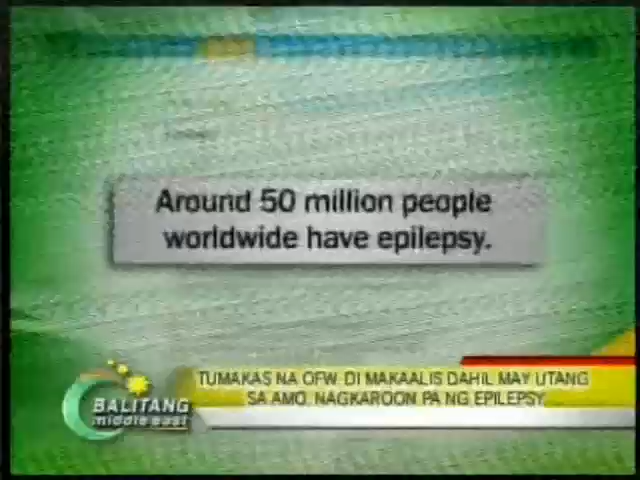 Around 50 million people
worldwide have epilepsy.
TUMAKAS NA OFW, DI MAKAALIS DAHIL MAY UTANG
SA AMO, NAGKAROON PA NG EPILEPSY
BALITANG
middle east